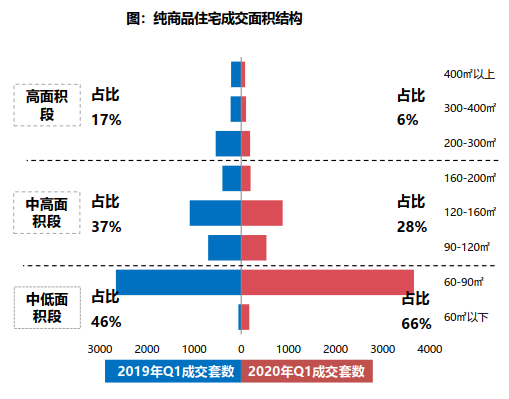 图：纯商品住宅成交面积结构
400㎡以上
高面积
段
占比
17%
占比
6%
300-400㎡
200-300㎡
160-200㎡
中高面
积段
占比
37%
占比
28%
120-160㎡
90-120㎡
60-90㎡
中低面
积段
占比
46%
占比
66%
60㎡以下
3000 2000 1000 0 1000 2000 3000 4000
2019年Q1成交套数 2020年Q1成交套数